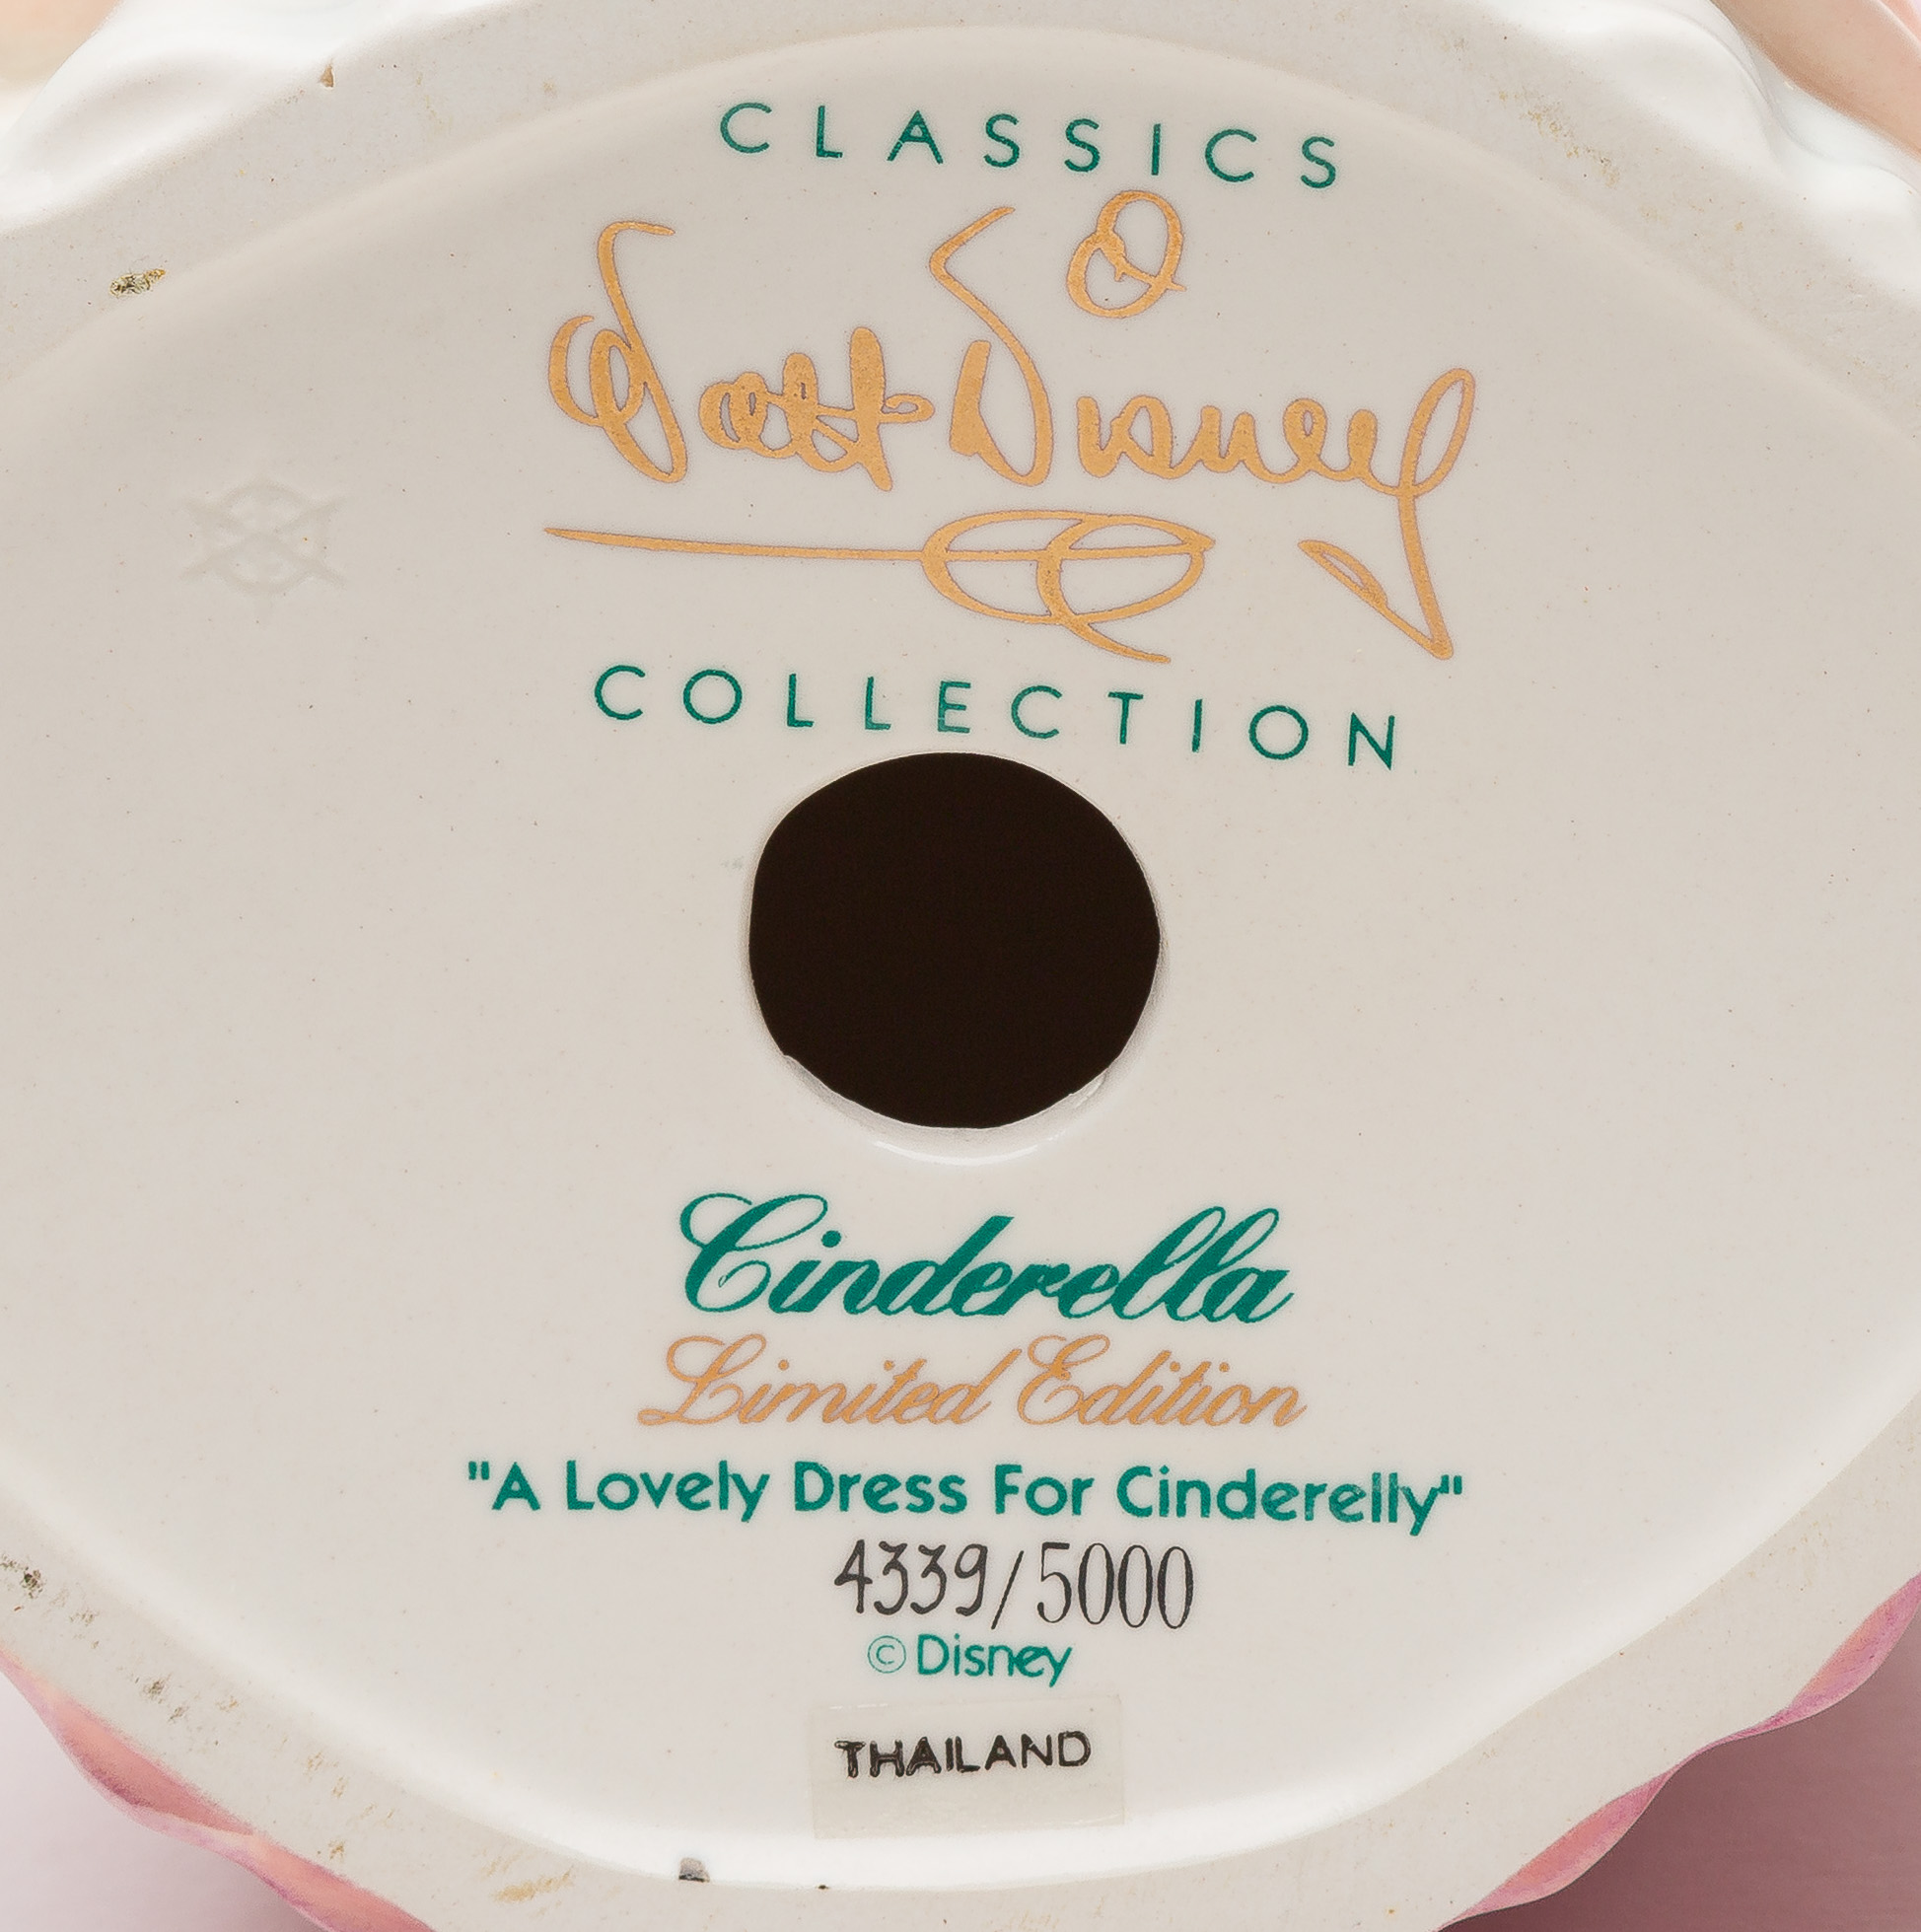 CLASSICS
Walt Disney
COLLECTION
Cinderella
Limited Edition
"A Lovely Dress For Cinderelly"
4339/5000
©Disney
THAILAND